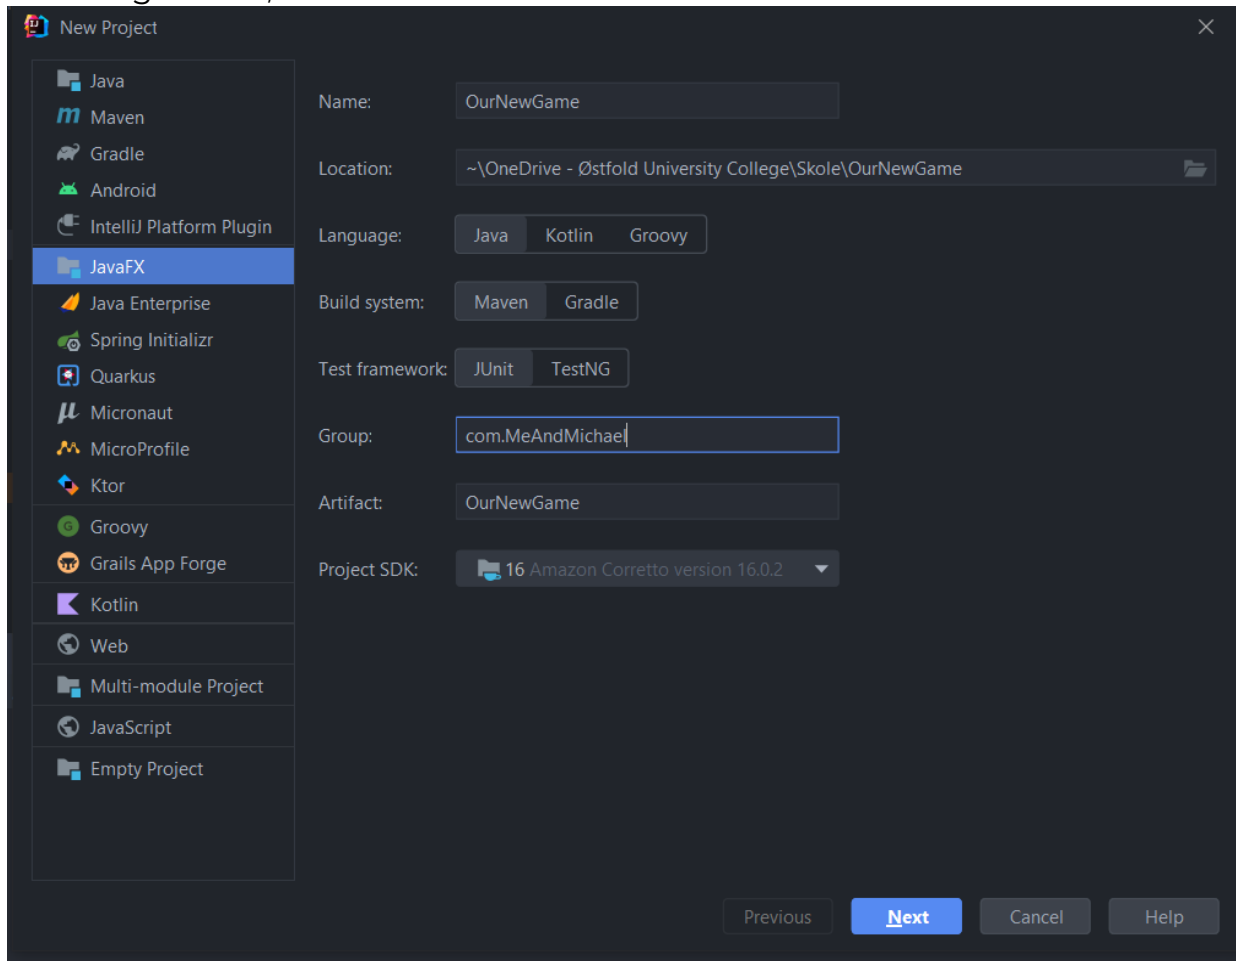 New Project
Java
Maven
Gradle
Android
IntelliJ Platform Plugin
JavaFX
Java Enterprise
Spring Initializr
Quarkus
Micronaut
MicroProfile
Ktor
Groovy
Grails App Forge
Kotlin
Web
Multi-module Project
JavaScript
Empty Project
Name: OurNewGame
Location: ~\OneDrive - Østfold University College\Skole\OurNewGame
Language: Java Kotlin Groovy
Build system: Maven Gradle
Test framework: JUnit TestNG
Group: com.MeAndMichael
Artifact: OurNewGame
Project SDK: 16 Amazon Corretto version 16.0.2
Previous Next Cancel Help